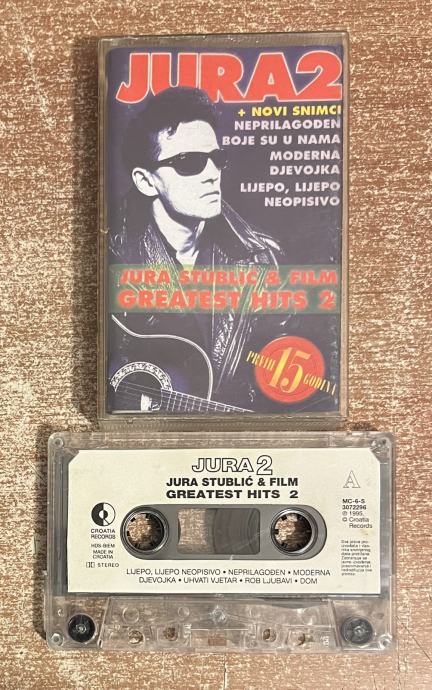 JURA2
+ NOVI SNIMCI
NEPRILAGOĐEN
BOJE SU U NAMA
MODERNA
DJEVOJKA
LIJEPO, LIJEPO
NEOPISIVO
JURA STUBLIĆ & FILM
GREATEST HITS 2
PRVIH 15 GODINA
JURA 2
JURA STUBLIĆ & FILM
GREATEST HITS 2
A
CROATIA
RECORDS
HDS-BIEM
MADE IN
CROATIA
STEREO
MC-6-S
3072296
℗ 1995.
© Croatia
Records
LIJEPO, LIJEPO NEOPISIVO • NEPRILAGOĐEN • MODERNA
DJEVOJKA • UHVATI VJETAR • ROB LJUBAVI • DOM